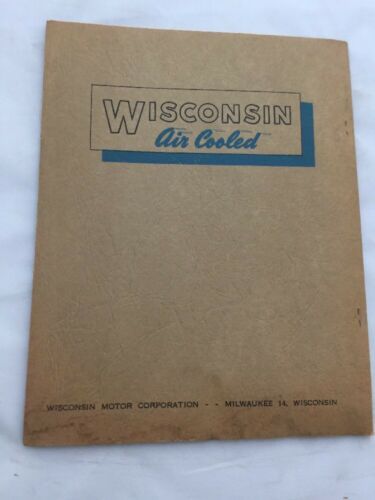 WISCONSIN
Air Cooled
WISCONSIN MOTOR CORPORATION - - MILWAUKEE 14, WISCONSIN